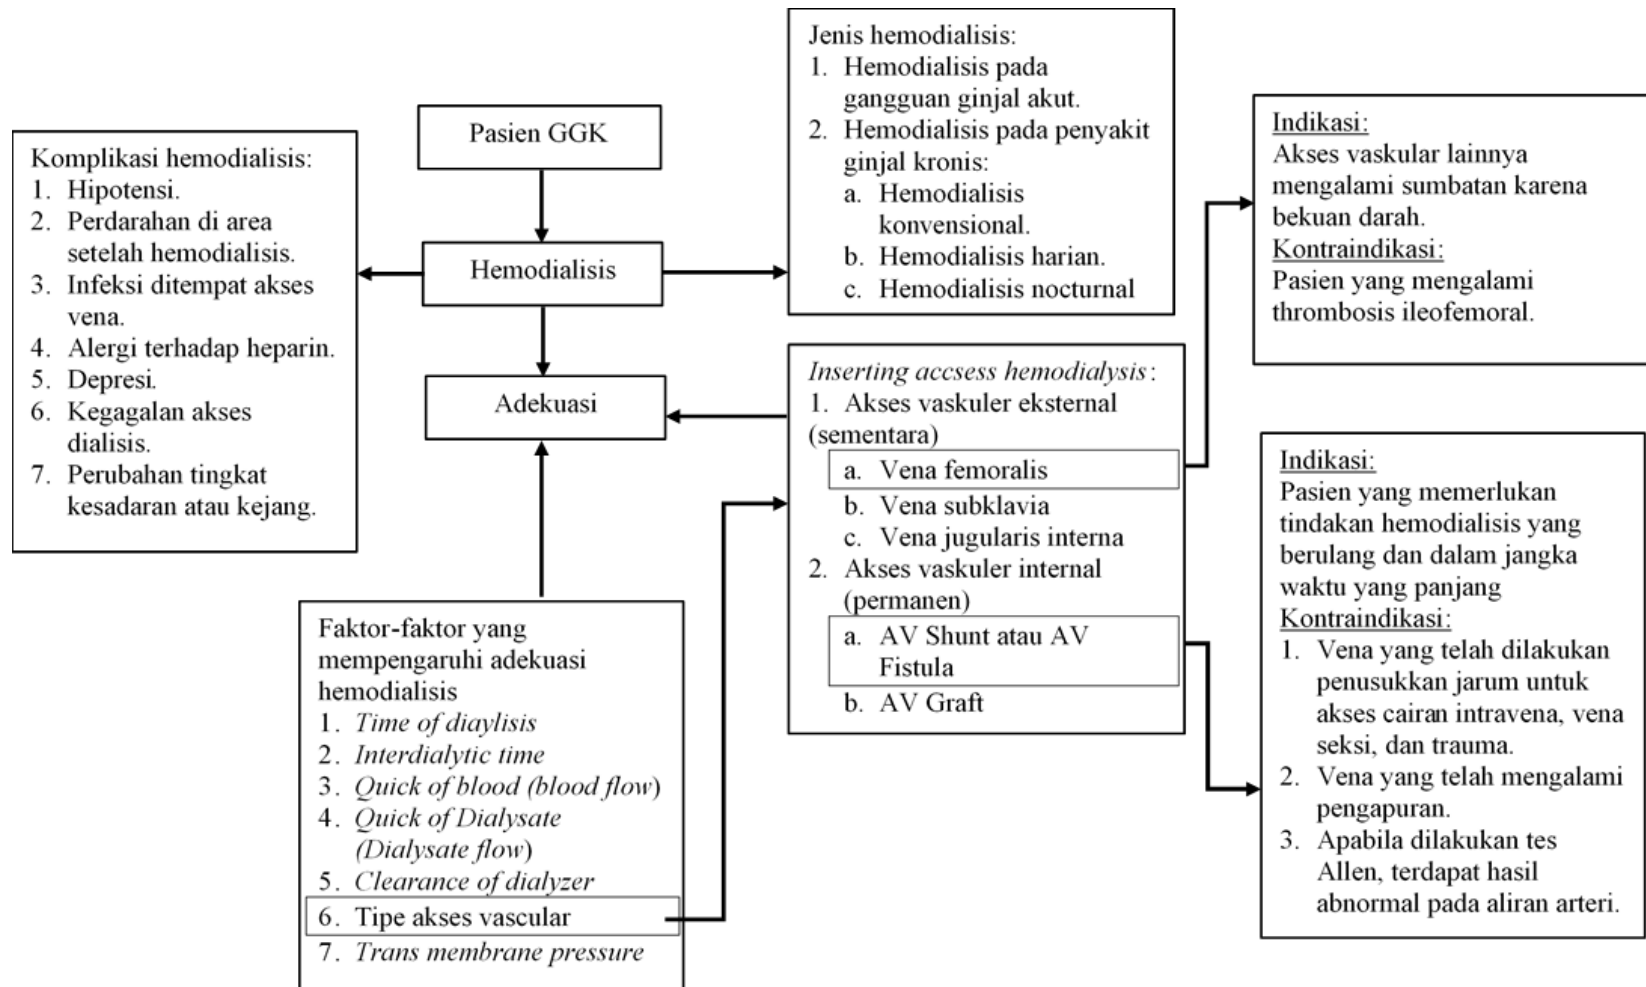 Pasien GGK
Komplikasi hemodialisis:
1. Hipotensi.
2. Perdarahan di area
setelah hemodialisis.
3. Infeksi ditempat akses
vena.
4. Alergi terhadap heparin.
5. Depresi.
6. Kegagalan akses
dialisis.
7. Perubahan tingkat
kesadaran atau kejang.
Hemodialisis
Adekuasi
Faktor-faktor yang
mempengaruhi adekuasi
hemodialisis
1. Time of diaylisis
2. Interdialytic time
3. Quick of blood (blood flow)
4. Quick of Dialysate
(Dialysate flow)
5. Clearance of dialyzer
6. Tipe akses vascular
7. Trans membrane pressure
Jenis hemodialisis:
1. Hemodialisis pada
gangguan ginjal akut.
2. Hemodialisis pada penyakit
ginjal kronis:
a. Hemodialisis
konvensional.
b. Hemodialisis harian.
c. Hemodialisis nocturnal
Inserting accsess hemodialysis:
1. Akses vaskuler eksternal
(sementara)
a. Vena femoralis
b. Vena subklavia
c. Vena jugularis interna
2. Akses vaskuler internal
(permanen)
a. AV Shunt atau AV
Fistula
b. AV Graft
Indikasi:
Akses vaskular lainnya
mengalami sumbatan karena
bekuan darah.
Kontraindikasi:
Pasien yang mengalami
thrombosis ileofemoral.
Indikasi:
Pasien yang memerlukan
tindakan hemodialisis yang
berulang dan dalam jangka
waktu yang panjang
Kontraindikasi:
1. Vena yang telah dilakukan
penusukkan jarum untuk
akses cairan intravena, vena
seksi, dan trauma.
2. Vena yang telah mengalami
pengapuran.
3. Apabila dilakukan tes
Allen, terdapat hasil
abnormal pada aliran arteri.